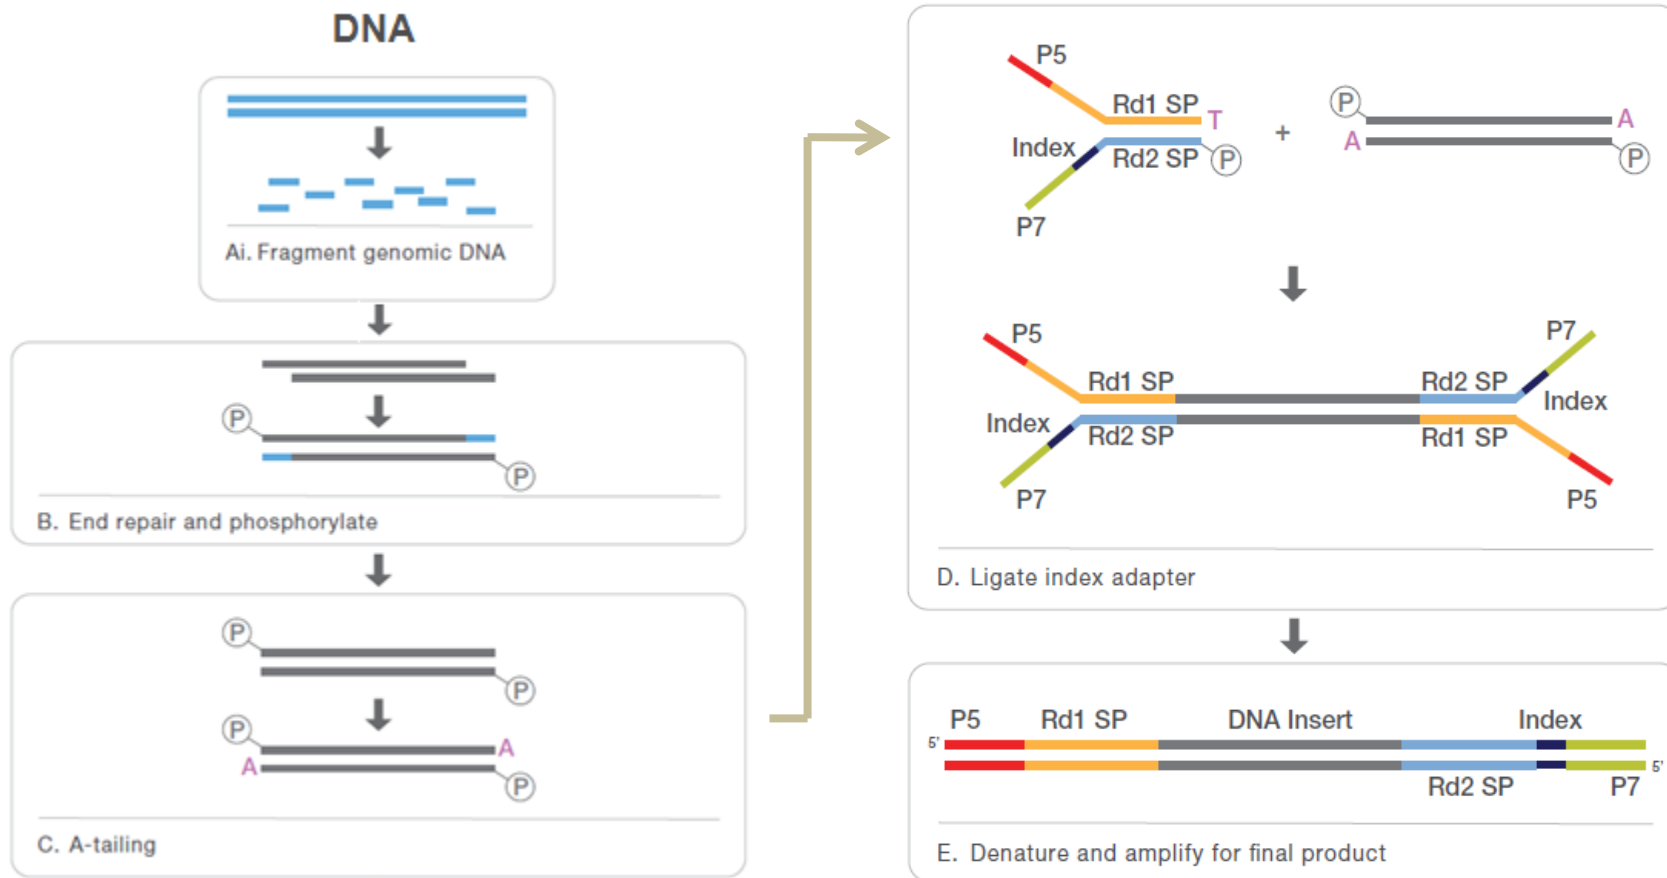 DNA
Ai. Fragment genomic DNA
P
P
B. End repair and phosphorylate
P
P
P
A
A
P
C. A-tailing
P5
Rd1 SP T
Index
Rd2 SP P
P7
+
P
A
A
P
P5
P7
Rd1 SP
Rd2 SP
Index
Index
Rd2 SP
Rd1 SP
P7
P5
D. Ligate index adapter
P5 Rd1 SP DNA Insert Index
5'
5'
Rd2 SP P7
E. Denature and amplify for final product